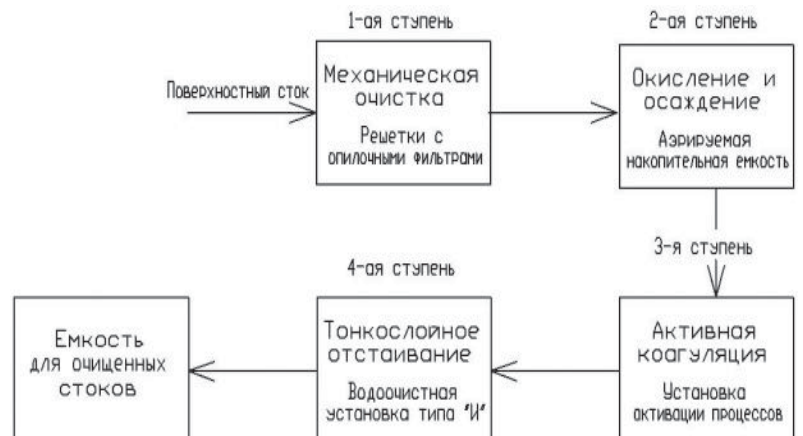 1-ая ступень
2-ая ступень
Поверхностный сток
Механическая
очистка
Решетки с
опилочными фильтрами
Окисление и
осаждение
Аэрируемая
накопительная емкость
3-я ступень
4-ая ступень
Активная
коагуляция
Установка
активации процессов
Тонкослойное
отстаивание
Водоочистная
установка типа "И"
Емкость
для очищенных
стоков